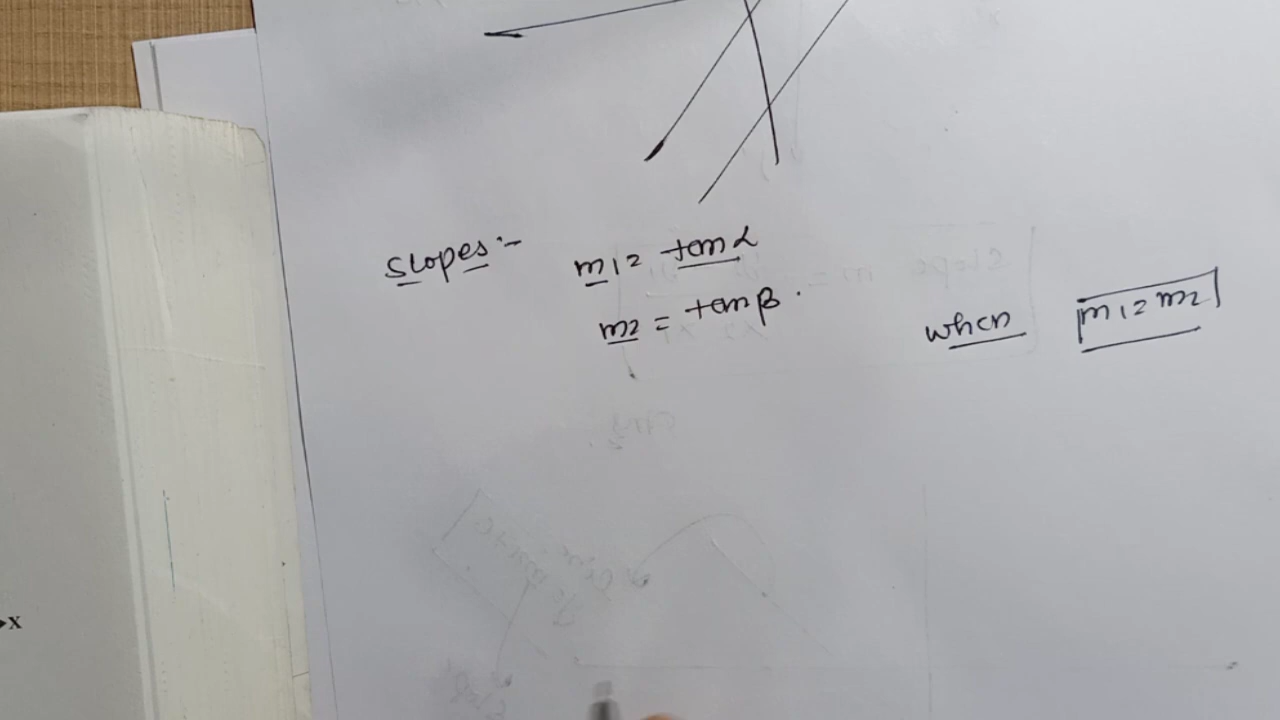 slopes :- m1 = tanα
m2 = tanβ.
when m1 = m2
X